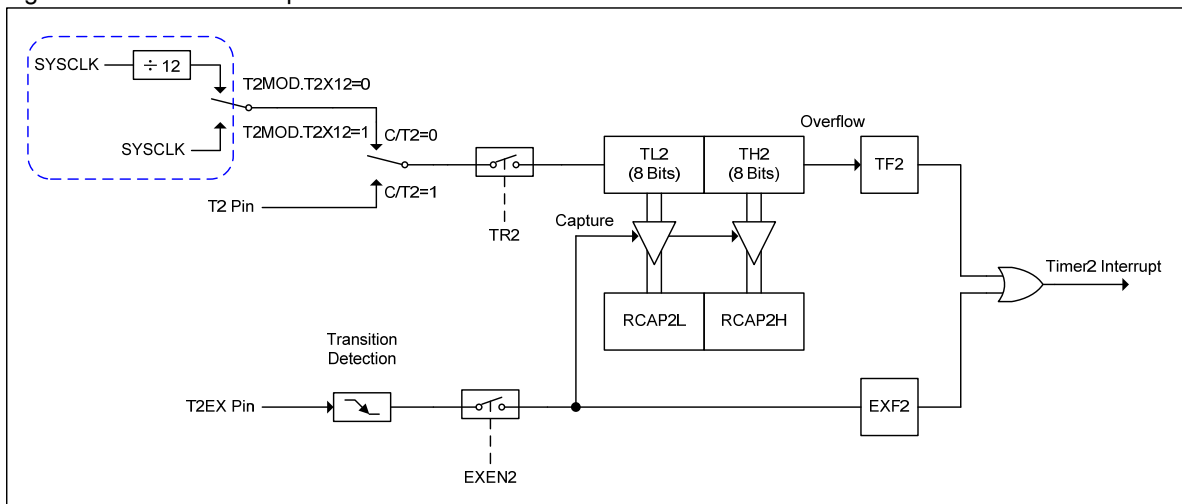 SYSCLK
÷ 12
T2MOD.T2X12=0
T2MOD.T2X12=1
SYSCLK
C/T2=0
C/T2=1
T2 Pin
TR2
TL2
(8 Bits)
TH2
(8 Bits)
Overflow
TF2
Capture
RCAP2L
RCAP2H
Timer2 Interrupt
Transition
Detection
T2EX Pin
EXEN2
EXF2